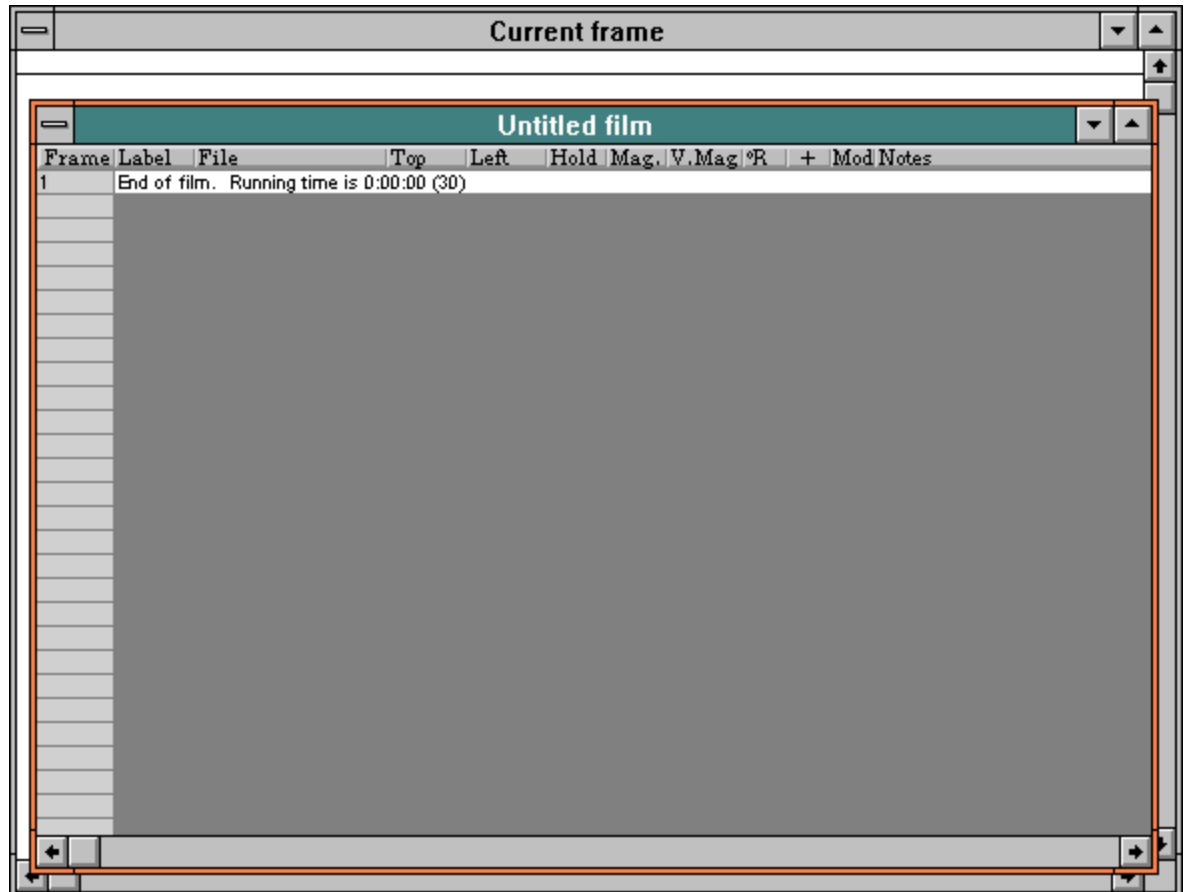 Current frame
Untitled film
Frame Label File Top Left Hold Mag. V.Mag °R + Mod Notes
1 End of film. Running time is 0:00:00 (30)